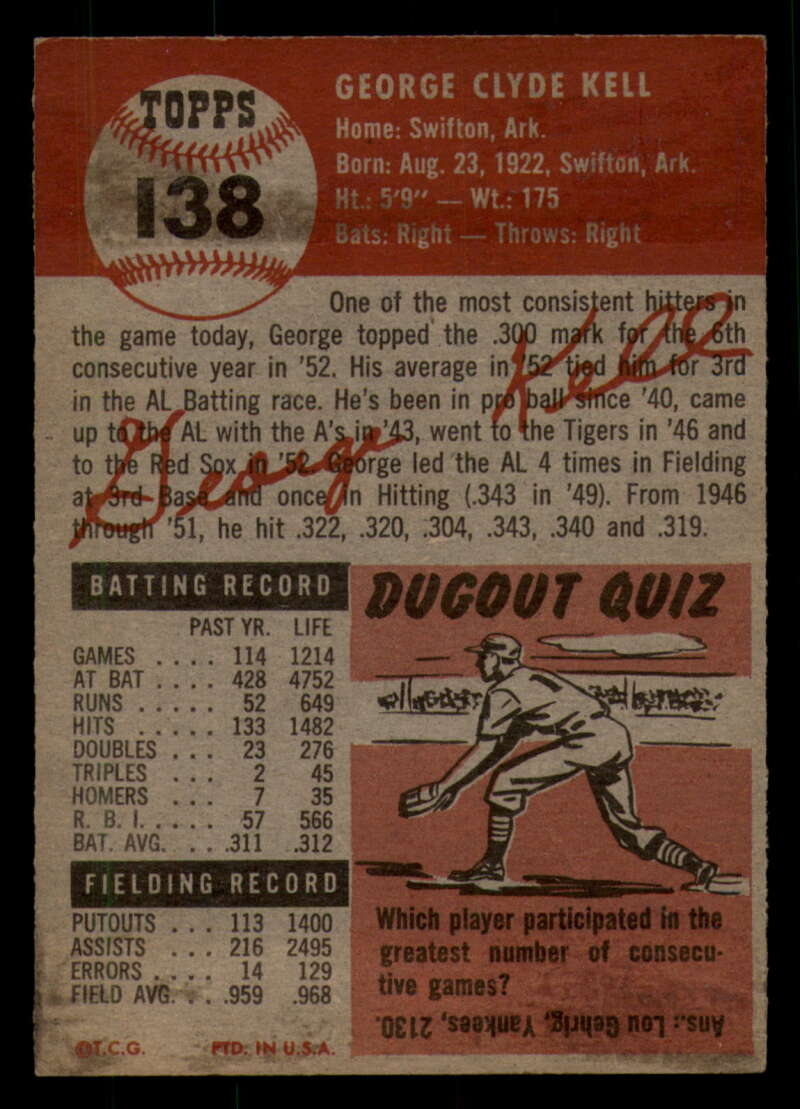 TOPPS
138
GEORGE CLYDE KELL
Home: Swifton, Ark.
Born: Aug. 23, 1922, Swifton, Ark.
Ht.: 5'9" — Wt.: 175
Bats: Right — Throws: Right
One of the most consistent hitters in
the game today, George topped the .300 mark for the 6th
consecutive year in '52. His average in '52 tied him for 3rd
in the AL Batting race. He's been in pro ball since '40, came
up to the AL with the A's in '43, went to the Tigers in '46 and
to the Red Sox in '52. George led the AL 4 times in Fielding
at 3rd Base and once in Hitting (.343 in '49). From 1946
through '51, he hit .322, .320, .304, .343, .340 and .319.
George Kell
BATTING RECORD
PAST YR. LIFE
GAMES .... 114 1214
AT BAT .... 428 4752
RUNS ..... 52 649
HITS ..... 133 1482
DOUBLES ... 23 276
TRIPLES ... 2 45
HOMERS ... 7 35
R. B. I. .... 57 566
BAT. AVG. ... .311 .312
FIELDING RECORD
PUTOUTS ... 113 1400
ASSISTS ... 216 2495
ERRORS .... 14 129
FIELD AVG. .. .959 .968
©T.C.G. PTD. IN U.S.A.
DUGOUT QUIZ
Which player participated in the
greatest number of consecu-
tive games?
Ans.: Lou Gehrig, Yankees, 2130.